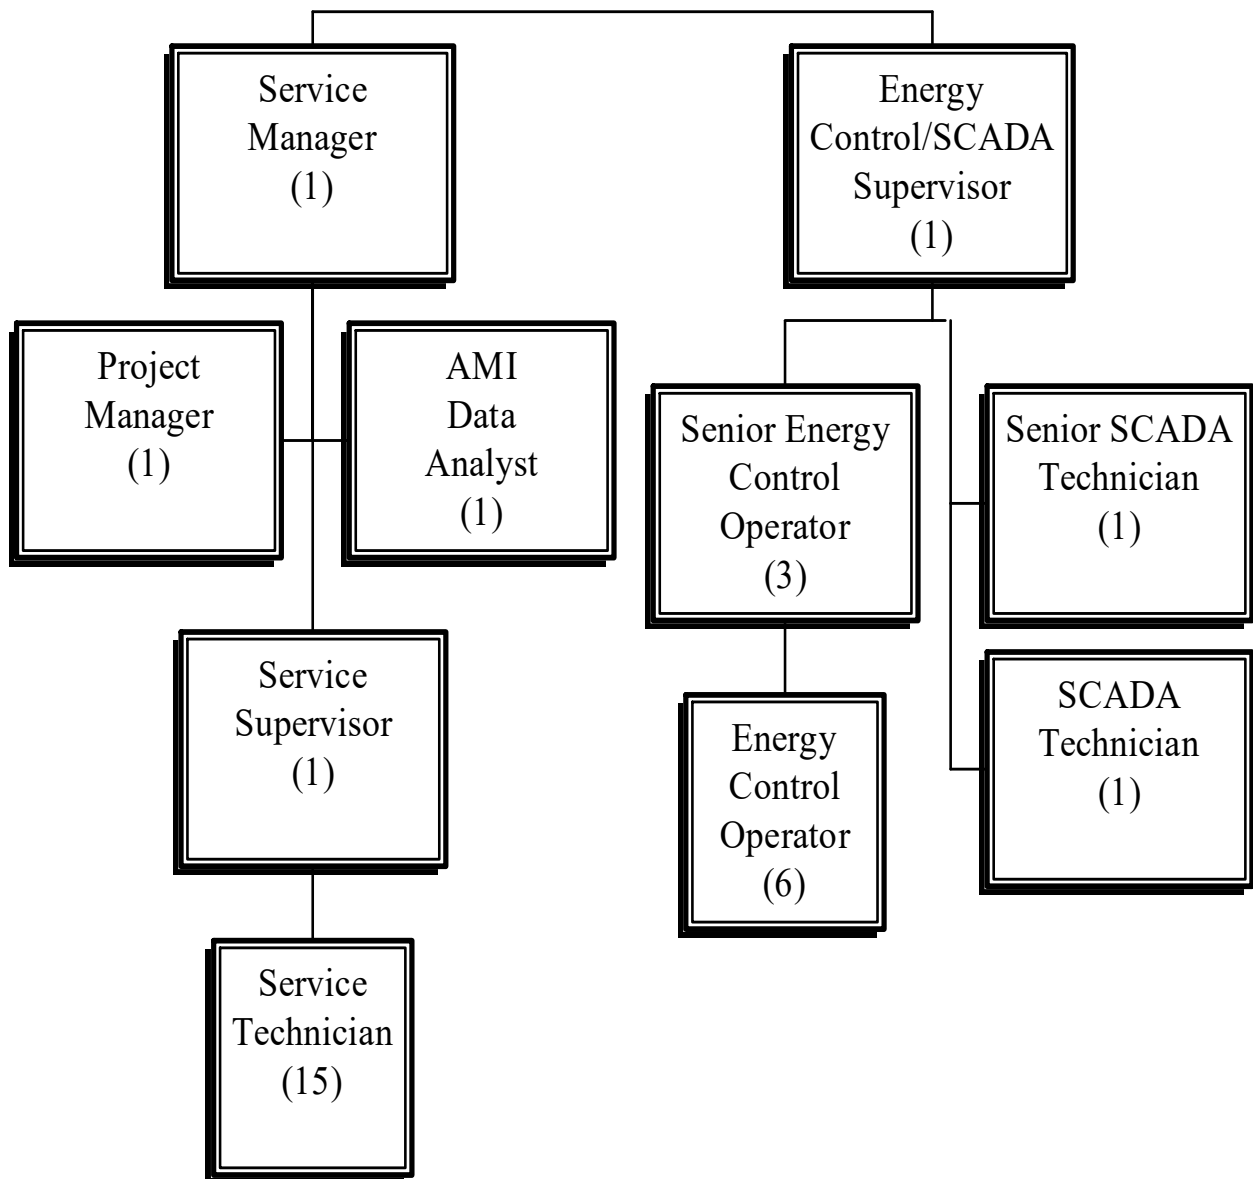 Service
Manager
(1)
Energy
Control/SCADA
Supervisor
(1)
Project
Manager
(1)
AMI
Data
Analyst
(1)
Senior Energy
Control
Operator
(3)
Senior SCADA
Technician
(1)
Service
Supervisor
(1)
Energy
Control
Operator
(6)
SCADA
Technician
(1)
Service
Technician
(15)